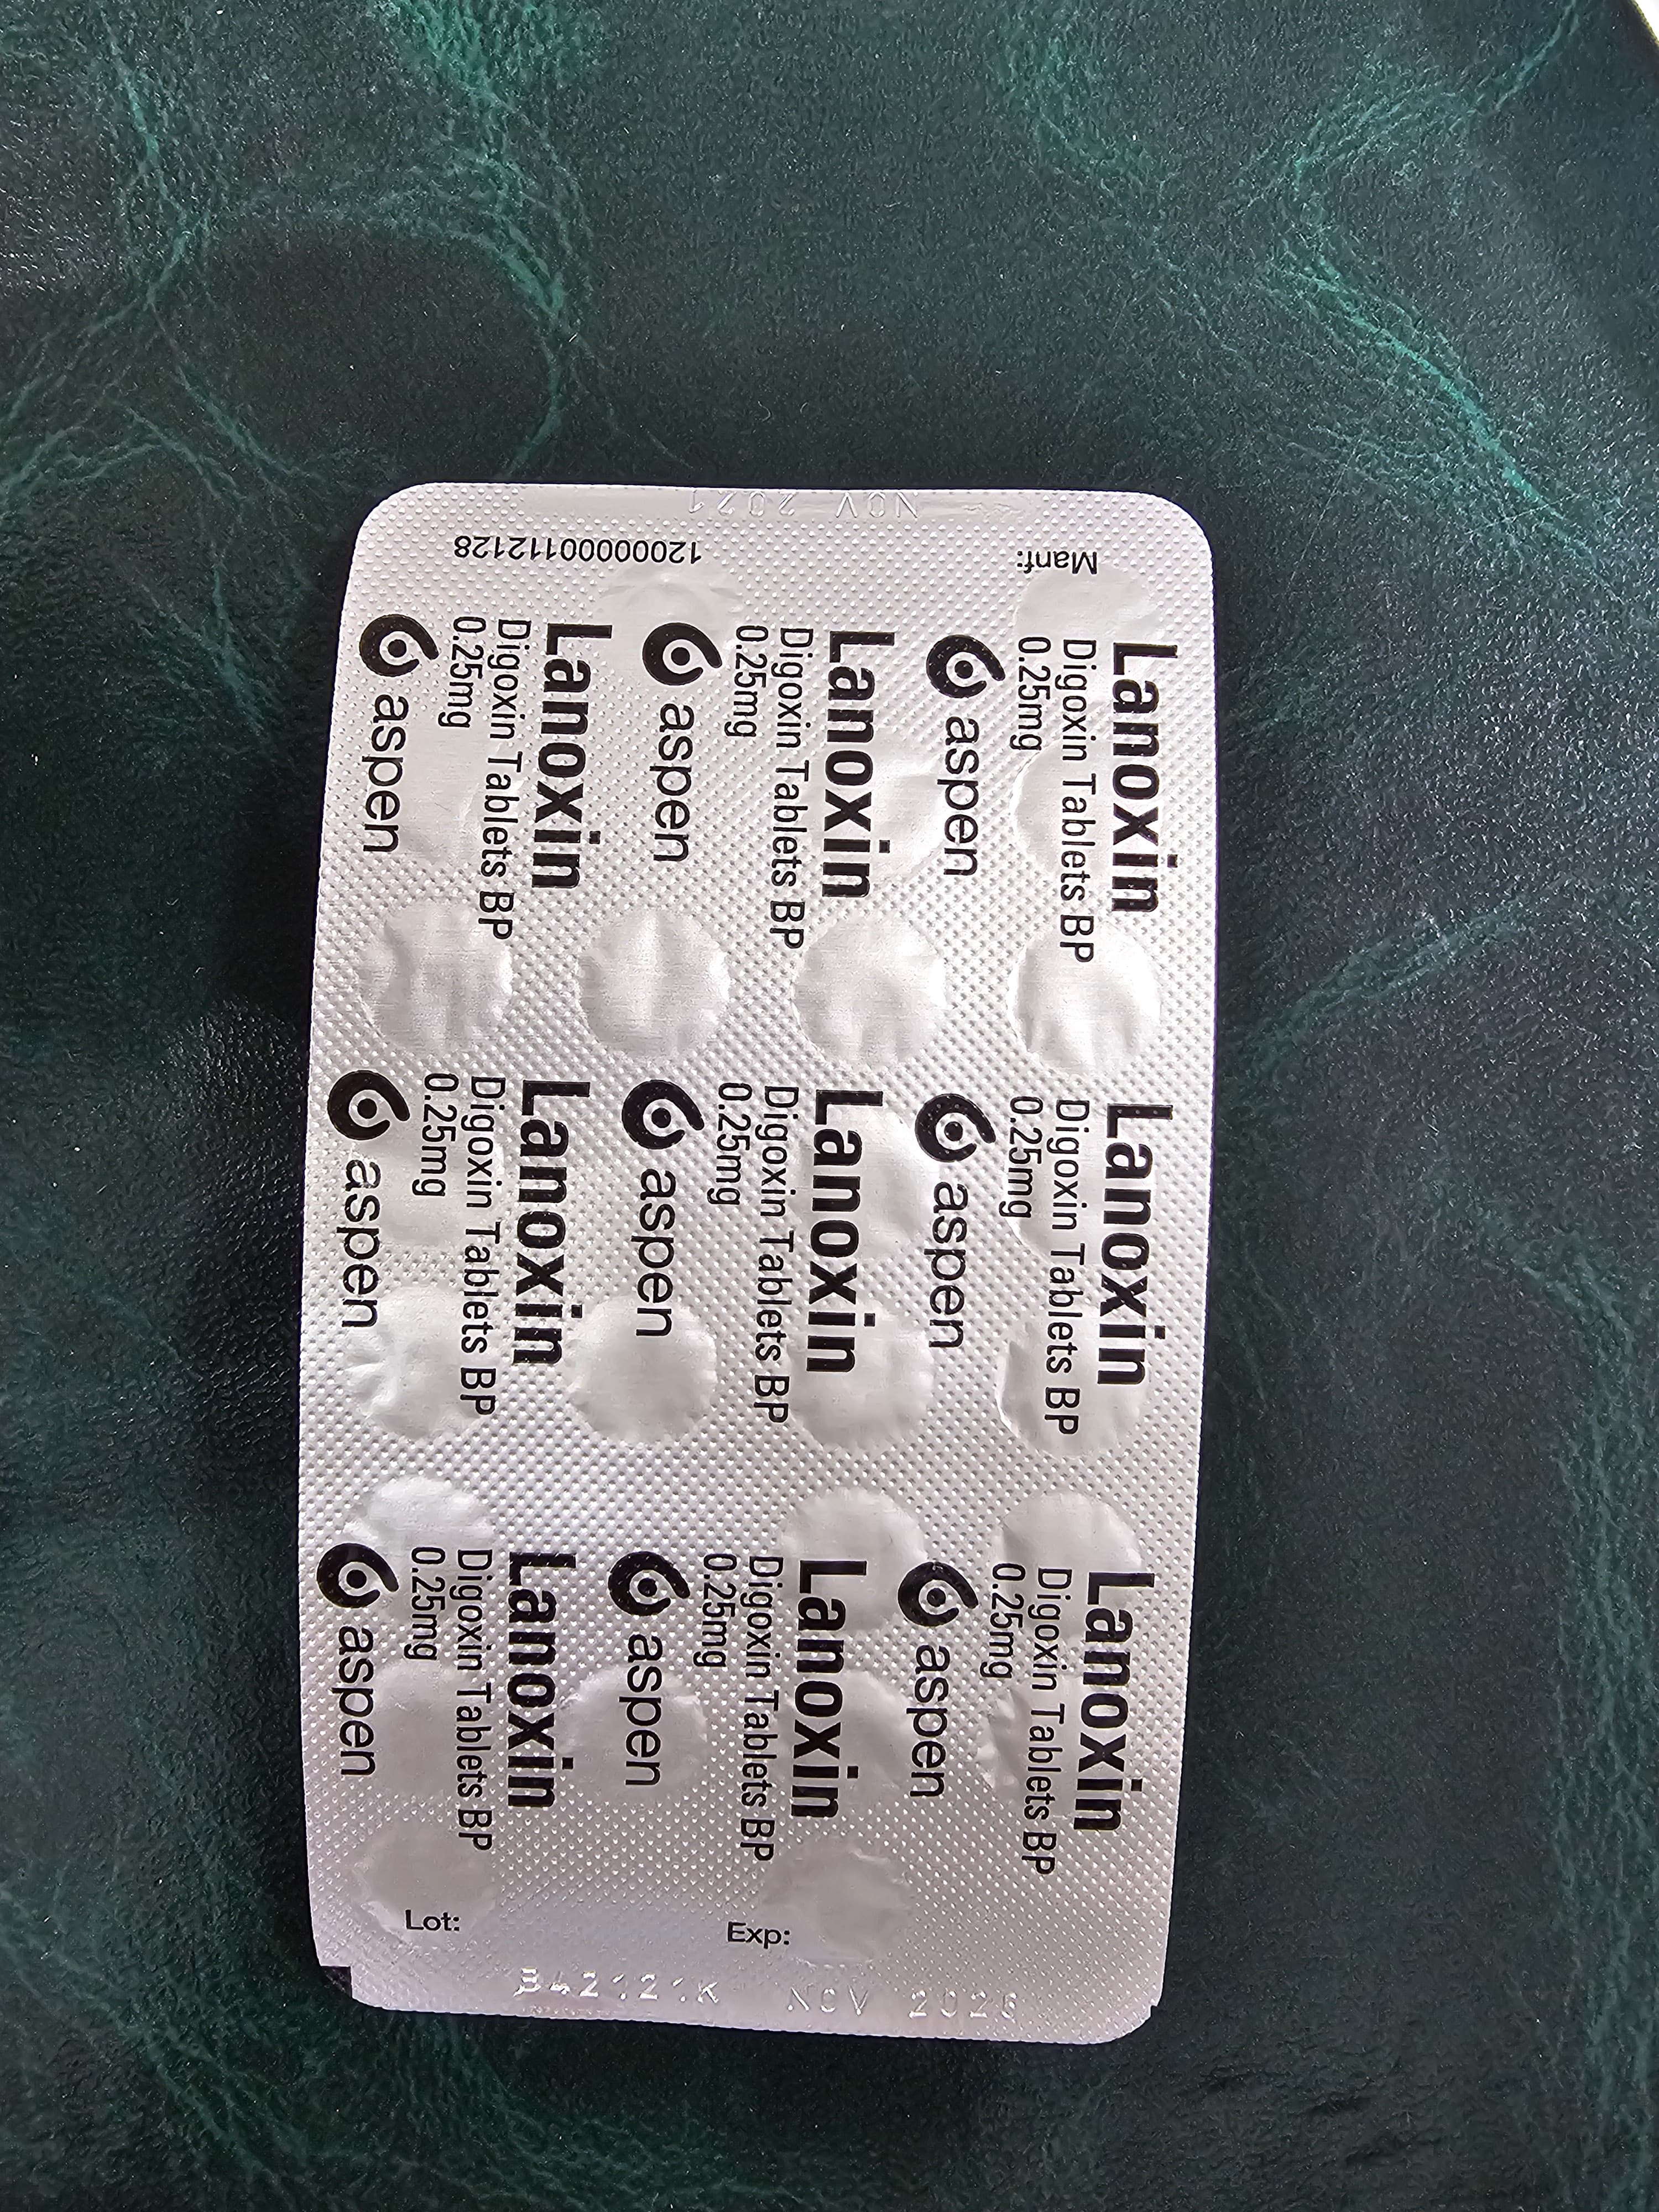 NOV 2021
Manf:
1200000112128
Lanoxin
Digoxin Tablets BP
0.25mg
aspen
Lanoxin
Digoxin Tablets BP
0.25mg
aspen
Lanoxin
Digoxin Tablets BP
0.25mg
aspen
Lanoxin
Digoxin Tablets BP
0.25mg
aspen
Lanoxin
Digoxin Tablets BP
0.25mg
aspen
Lanoxin
Digoxin Tablets BP
0.25mg
aspen
Lanoxin
Digoxin Tablets BP
0.25mg
aspen
Lanoxin
Digoxin Tablets BP
0.25mg
aspen
Lanoxin
Digoxin Tablets BP
0.25mg
aspen
Lot:
Exp:
NOV